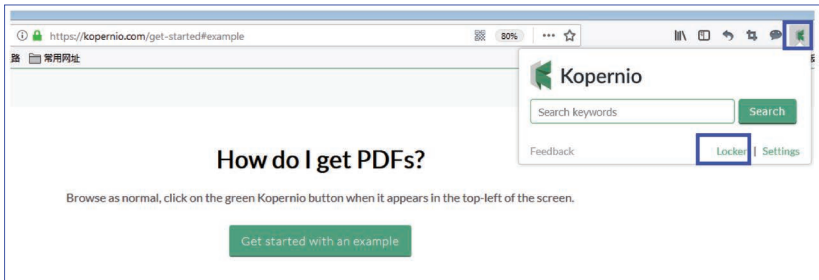 https://kopernio.com/get-started#example
80%
路 常用网址
Kopernio
Search keywords
Search
Feedback
Locker | Settings
How do I get PDFs?
Browse as normal, click on the green Kopernio button when it appears in the top-left of the screen.
Get started with an example